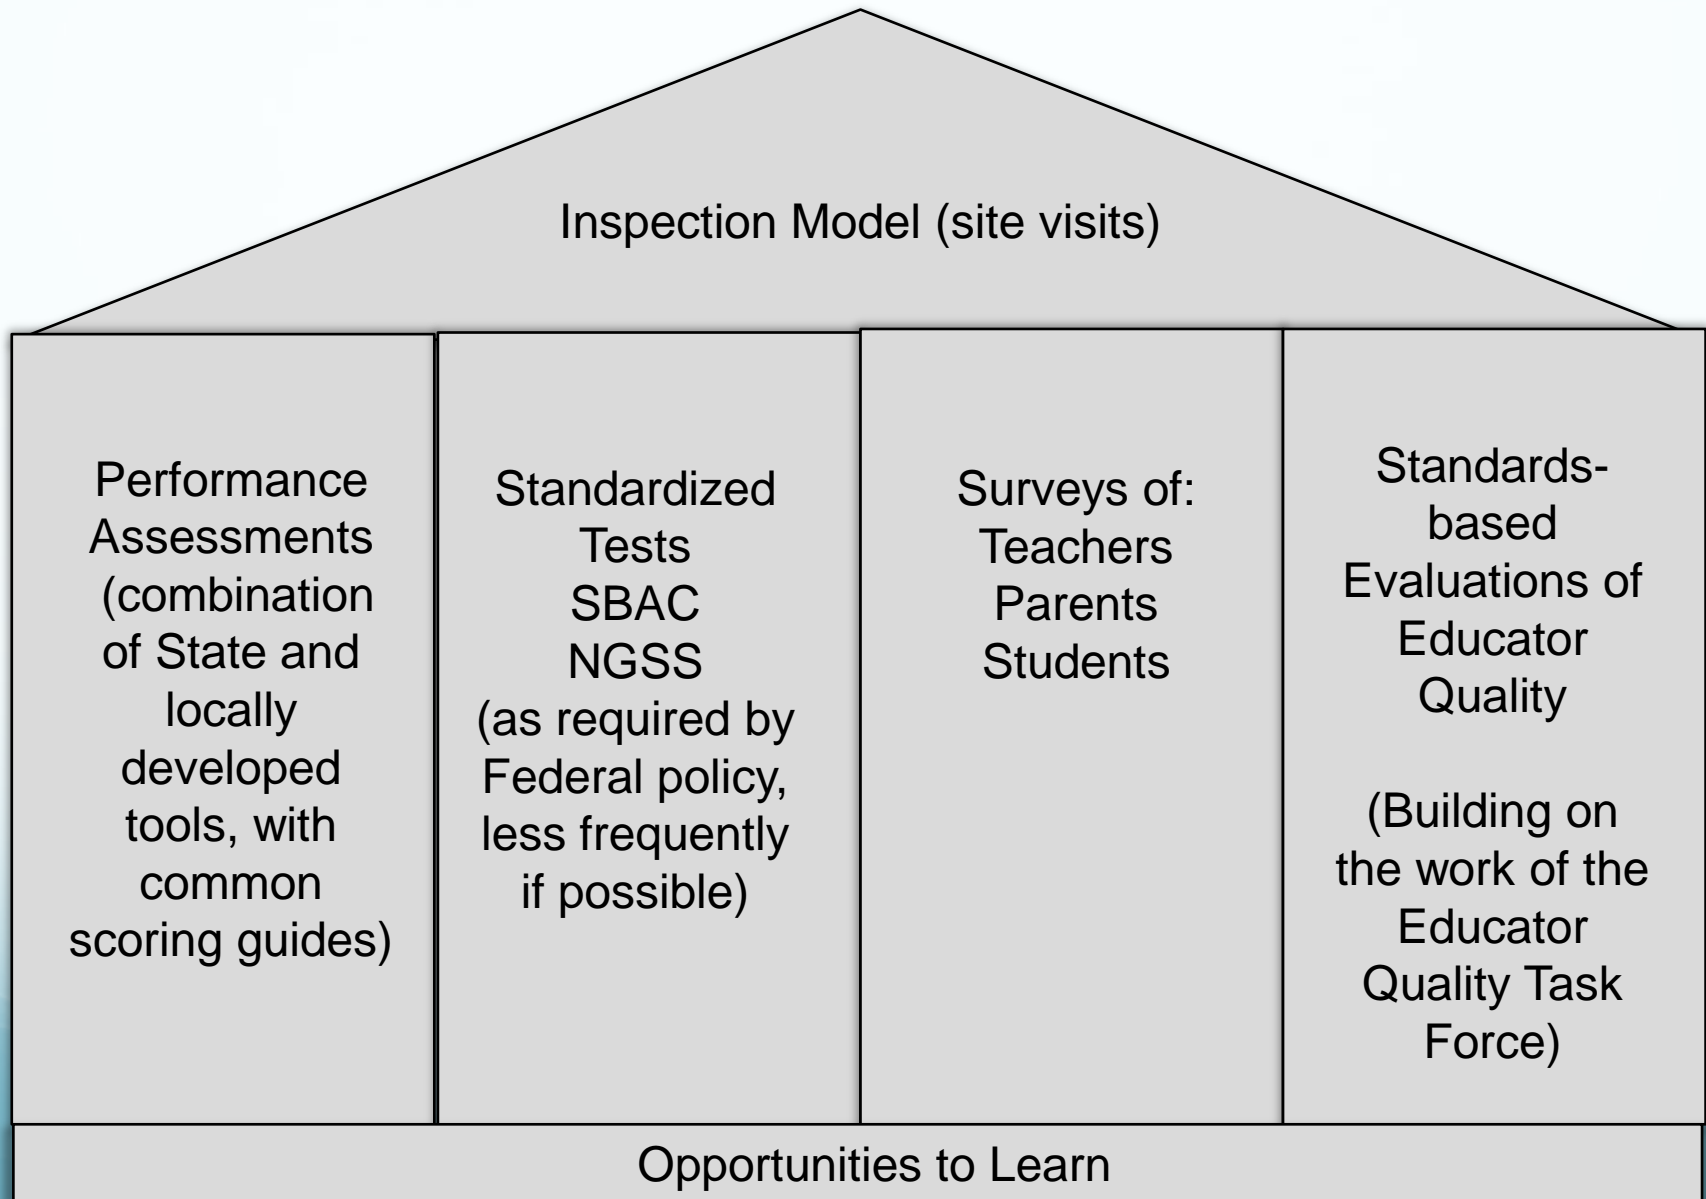 Inspection Model (site visits)
Performance
Assessments
(combination
of State and
locally
developed
tools, with
common
scoring guides)
Standardized
Tests
SBAC
NGSS
(as required by
Federal policy,
less frequently
if possible)
Surveys of:
Teachers
Parents
Students
Standards-
based
Evaluations of
Educator
Quality
(Building on
the work of the
Educator
Quality Task
Force)
Opportunities to Learn